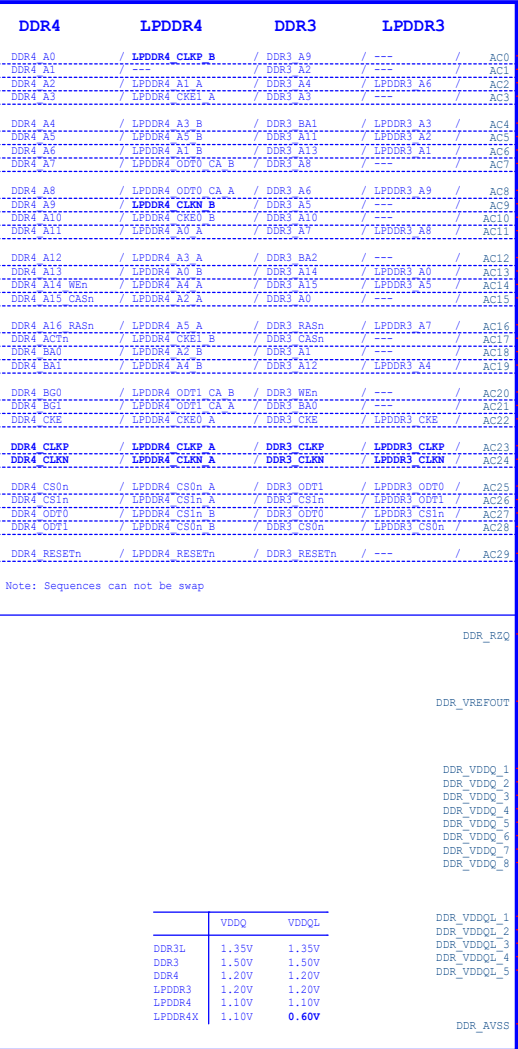 DDR4 LPDDR4 DDR3 LPDDR3
DDR4_A0 / LPDDR4_CLKP_B / DDR3_A9 / --- / AC0
DDR4_A1 / --- / DDR3_A2 / --- / AC1
DDR4_A2 / LPDDR4_A1_A / DDR3_A4 / LPDDR3_A6 / AC2
DDR4_A3 / LPDDR4_CKE1_A / DDR3_A3 / --- / AC3
DDR4_A4 / LPDDR4_A3_B / DDR3_BA1 / LPDDR3_A3 / AC4
DDR4_A5 / LPDDR4_A5_B / DDR3_A11 / LPDDR3_A2 / AC5
DDR4_A6 / LPDDR4_A1_B / DDR3_A13 / LPDDR3_A1 / AC6
DDR4_A7 / LPDDR4_ODT0_CA_B / DDR3_A8 / --- / AC7
DDR4_A8 / LPDDR4_ODT0_CA_A / DDR3_A6 / LPDDR3_A9 / AC8
DDR4_A9 / LPDDR4_CLKN_B / DDR3_A5 / --- / AC9
DDR4_A10 / LPDDR4_CKE0_B / DDR3_A10 / --- / AC10
DDR4_A11 / LPDDR4_A0_A / DDR3_A7 / LPDDR3_A8 / AC11
DDR4_A12 / LPDDR4_A3_A / DDR3_BA2 / --- / AC12
DDR4_A13 / LPDDR4_A0_B / DDR3_A14 / LPDDR3_A0 / AC13
DDR4_A14_WEn / LPDDR4_A4_A / DDR3_A15 / LPDDR3_A5 / AC14
DDR4_A15_CASn / LPDDR4_A2_A / DDR3_A0 / --- / AC15
DDR4_A16_RASn / LPDDR4_A5_A / DDR3_RASn / LPDDR3_A7 / AC16
DDR4_ACTn / LPDDR4_CKE1_B / DDR3_CASn / --- / AC17
DDR4_BA0 / LPDDR4_A2_B / DDR3_A1 / --- / AC18
DDR4_BA1 / LPDDR4_A4_B / DDR3_A12 / LPDDR3_A4 / AC19
DDR4_BG0 / LPDDR4_ODT1_CA_B / DDR3_WEn / --- / AC20
DDR4_BG1 / LPDDR4_ODT1_CA_A / DDR3_BA0 / --- / AC21
DDR4_CKE / LPDDR4_CKE0_A / DDR3_CKE / LPDDR3_CKE / AC22
DDR4_CLKP / LPDDR4_CLKP_A / DDR3_CLKP / LPDDR3_CLKP / AC23
DDR4_CLKN / LPDDR4_CLKN_A / DDR3_CLKN / LPDDR3_CLKN / AC24
DDR4_CS0n / LPDDR4_CS0n_A / DDR3_ODT1 / LPDDR3_ODT0 / AC25
DDR4_CS1n / LPDDR4_CS1n_A / DDR3_CS1n / LPDDR3_ODT1 / AC26
DDR4_ODT0 / LPDDR4_CS1n_B / DDR3_ODT0 / LPDDR3_CS1n / AC27
DDR4_ODT1 / LPDDR4_CS0n_B / DDR3_CS0n / LPDDR3_CS0n / AC28
DDR4_RESETn / LPDDR4_RESETn / DDR3_RESETn / --- / AC29
Note: Sequences can not be swap
DDR_RZQ
DDR_VREFOUT
DDR_VDDQ_1
DDR_VDDQ_2
DDR_VDDQ_3
DDR_VDDQ_4
DDR_VDDQ_5
DDR_VDDQ_6
DDR_VDDQ_7
DDR_VDDQ_8
DDR_VDDQL_1
DDR_VDDQL_2
DDR_VDDQL_3
DDR_VDDQL_4
DDR_VDDQL_5
VDDQ VDDQL
DDR3L 1.35V 1.35V
DDR3 1.50V 1.50V
DDR4 1.20V 1.20V
LPDDR3 1.20V 1.20V
LPDDR4 1.10V 1.10V
LPDDR4X 1.10V 0.60V
DDR_AVSS